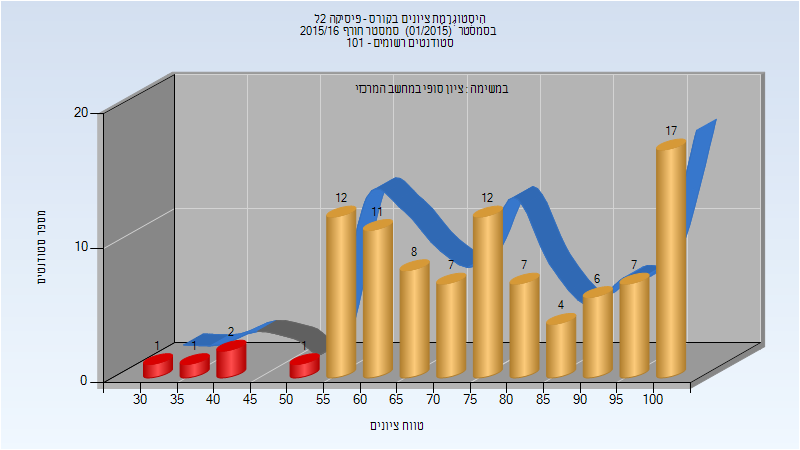 היסטוגרמת ציונים בקורס - פיסיקה 2ל
בסמסטר (01/2015) סמסטר חורף 2015/16
סטודנטים רשומים - 101
במשימה : ציון סופי במחשב המרכזי
20
10
0
מספר סטודנטים
1 1 2 1 12 11 8 7 12 7 4 6 7 17
30 35 40 45 50 55 60 65 70 75 80 85 90 95 100
טווח ציונים